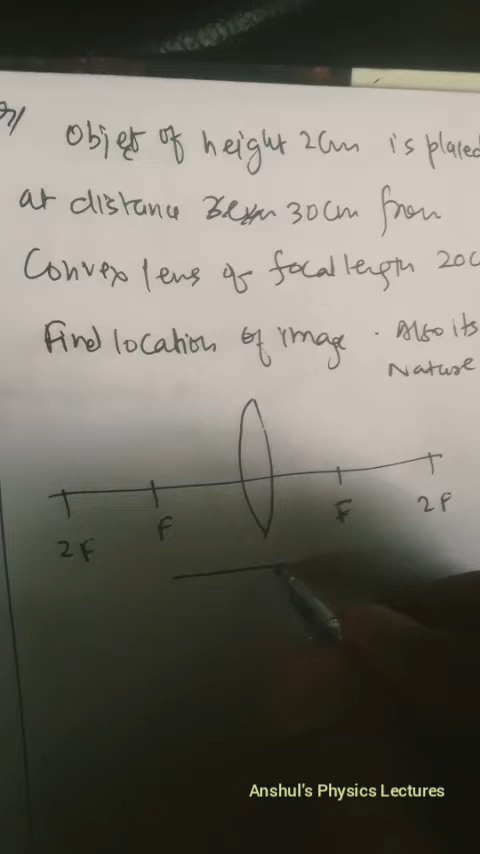 Object of height 2cm is placed
at distance 30cm from
Convex lens of focal length 20c
Find location of image . Also its
Nature
2F
F
F
2F
Anshul's Physics Lectures